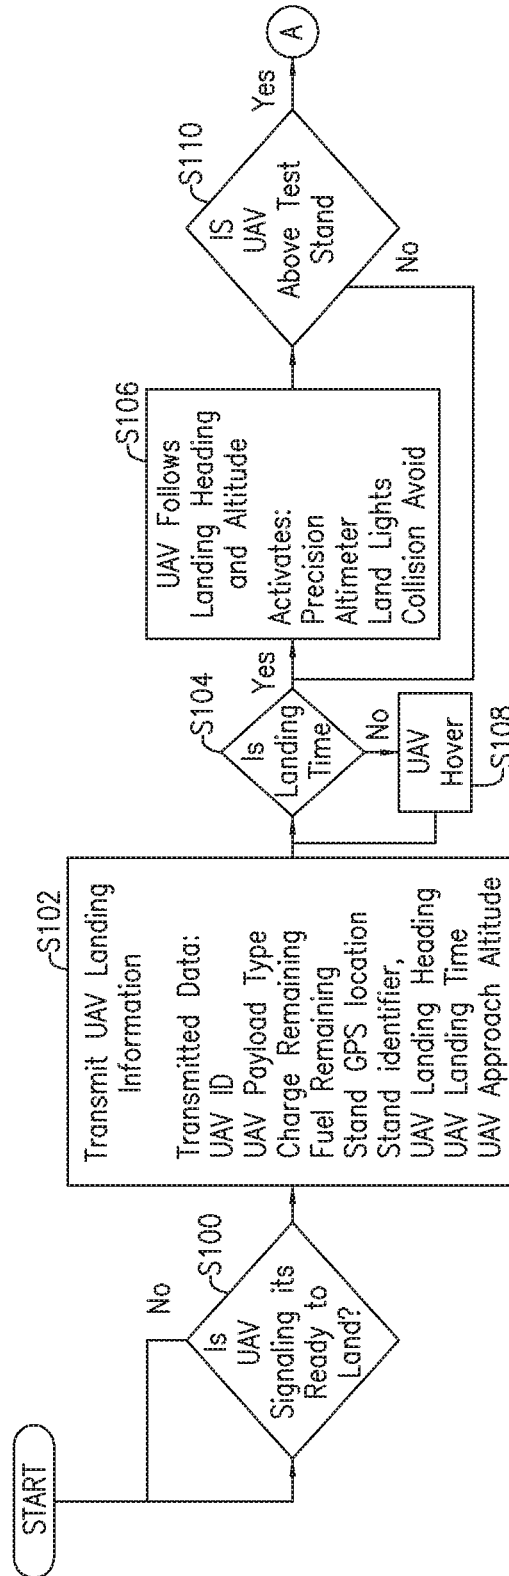 START
No
S100
Is
UAV
Signaling its
Ready to
Land?
S102
Transmit UAV Landing
Information
Transmitted Data:
UAV ID
UAV Payload Type
Charge Remaining
Fuel Remaining
Stand GPS location
Stand identifier,
UAV Landing Heading
UAV Landing Time
UAV Approach Altitude
S104
Is
Landing
Time
Yes
No
UAV
Hover
S108
S106
UAV Follows
Landing Heading
and Altitude
Activates:
Precision
Altimeter
Land Lights
Collision Avoid
S110
IS
UAV
Above Test
Stand
Yes
No
A